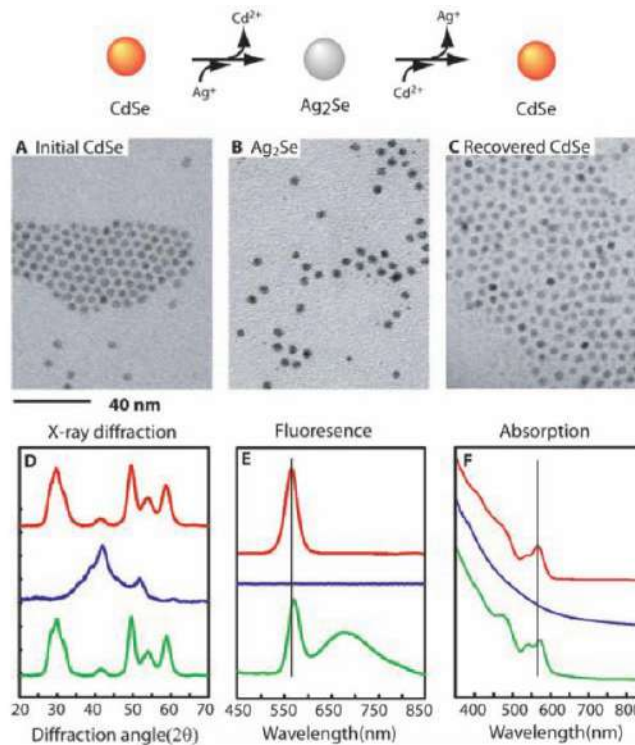 Cd²⁺ Ag⁺
Ag⁺ Cd²⁺
CdSe Ag₂Se CdSe
A Initial CdSe
B Ag₂Se
C Recovered CdSe
40 nm
X-ray diffraction
Fluoresence
Absorption
D
E
F
20 30 40 50 60 70
Diffraction angle(2θ)
450 550 650 750 850
Wavelength(nm)
400 500 600 700 800
Wavelength(nm)